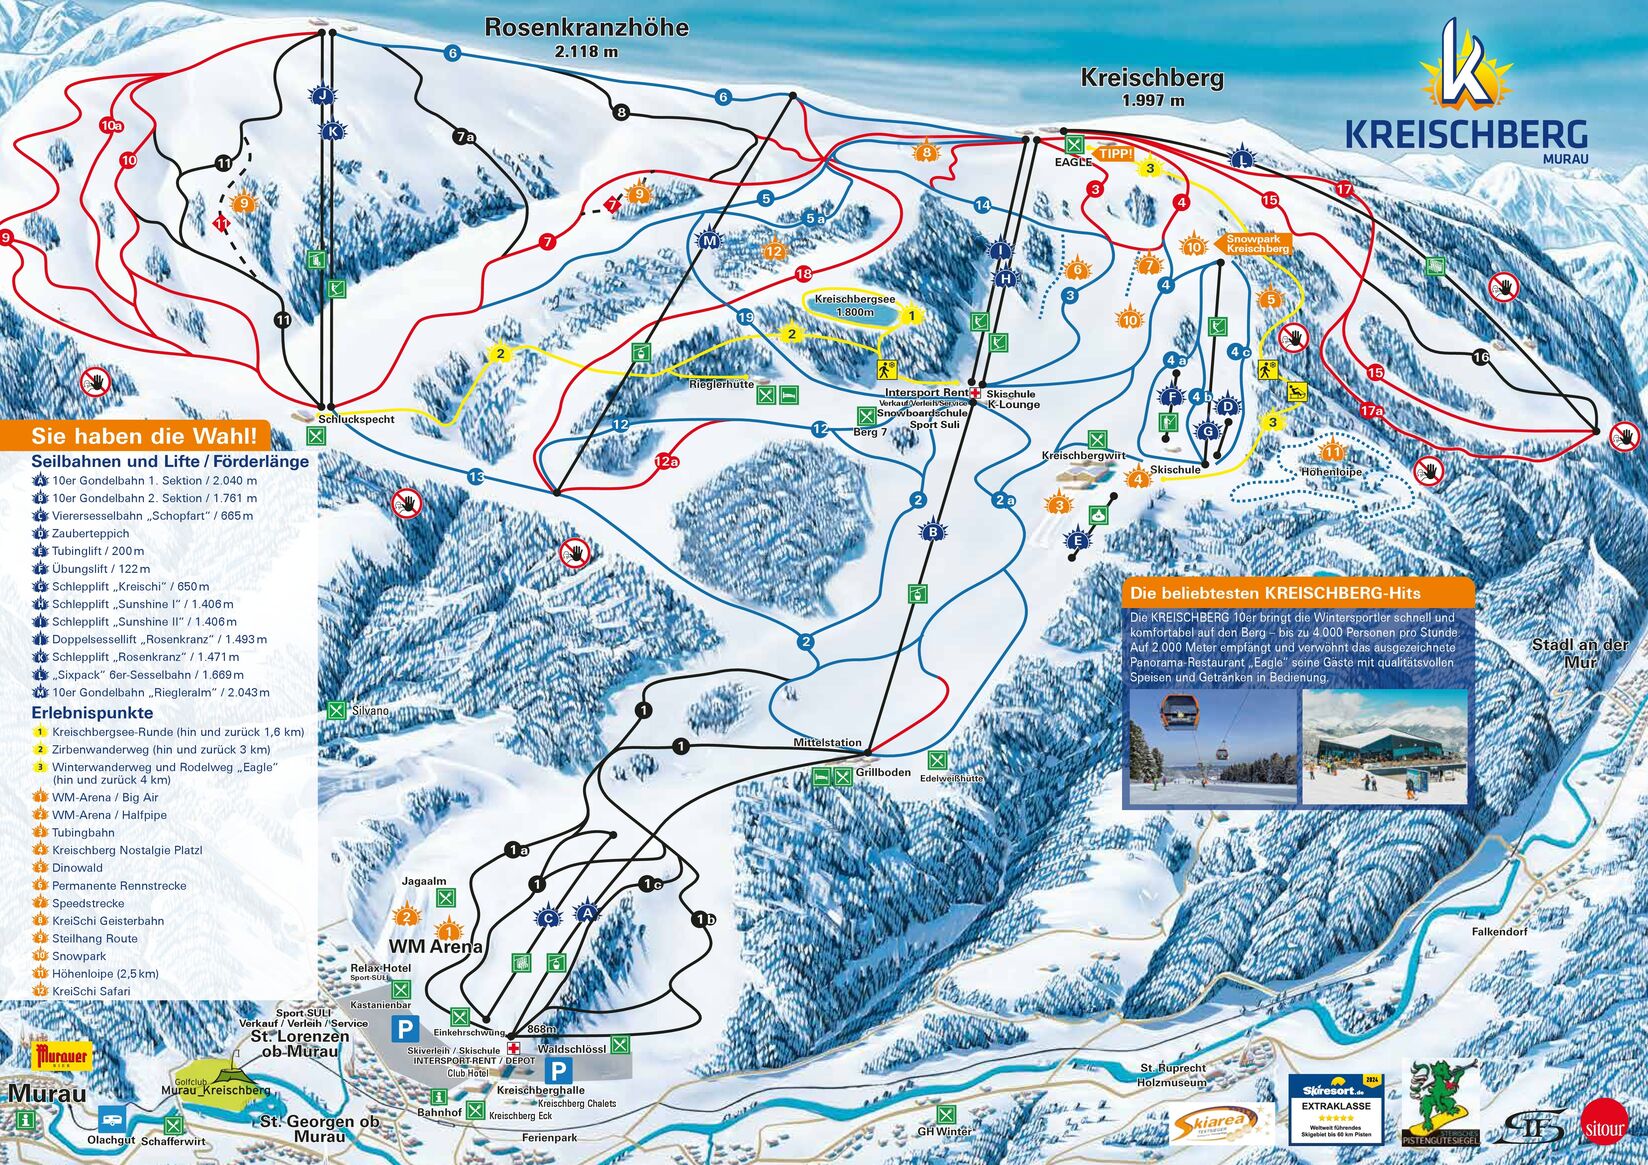 Rosenkranzhöhe
2.118 m
Kreischberg
1.997 m
KREISCHBERG
MURAU
6
6
8
7a
10a
10
11
11
11
9
9
9
7
7
J
K
5
5a
M
12
18
19
8
14
EAGLE
TIPP!
3
3
4
L
17
15
10
Snowpark
Kreischberg
I
H
6
7
3
4
10
5
Kreischbergsee
1.800m
1
2
2
Rieglerhütte
Schluckspecht
Intersport Rent
Verkauf/Verleih/Service
Snowboardschule
Sport Suli
Skischule
K-Lounge
Berg 7
4 a
4 b
4 c
F
D
G
3
16
15
17a
12
12
12a
13
Kreischbergwirt
Skischule
4
3
E
11
Höhenloipe
2
2 a
B
2
Sie haben die Wahl!
Seilbahnen und Lifte / Förderlänge
A 10er Gondelbahn 1. Sektion / 2.040 m
B 10er Gondelbahn 2. Sektion / 1.761 m
C Vierersesselbahn „Schopfart“ / 665 m
D Zauberteppich
E Tubinglift / 200 m
F Übungslift / 122 m
G Schlepplift „Kreischi“ / 650 m
H Schlepplift „Sunshine I“ / 1.406 m
I Schlepplift „Sunshine II“ / 1.406 m
J Doppelsessellift „Rosenkranz“ / 1.493 m
K Schlepplift „Rosenkranz“ / 1.471 m
L „Sixpack“ 6er-Sesselbahn / 1.669 m
M 10er Gondelbahn „Riegleralm“ / 2.043 m
Erlebnispunkte
1 Kreischbergsee-Runde (hin und zurück 1,6 km)
2 Zirbenwanderweg (hin und zurück 3 km)
3 Winterwanderweg und Rodelweg „Eagle“
(hin und zurück 4 km)
1 WM-Arena / Big Air
2 WM-Arena / Halfpipe
3 Tubingbahn
4 Kreischberg Nostalgie Platzl
5 Dinowald
6 Permanente Rennstrecke
7 Speedstrecke
8 KreiSchi Geisterbahn
9 Steilhang Route
10 Snowpark
11 Höhenloipe (2,5 km)
12 KreiSchi Safari
Die beliebtesten KREISCHBERG-Hits
Die KREISCHBERG 10er bringt die Wintersportler schnell und
komfortabel auf den Berg – bis zu 4.000 Personen pro Stunde.
Auf 2.000 Meter empfängt und verwöhnt das ausgezeichnete
Panorama-Restaurant „Eagle“ seine Gäste mit qualitätsvollen
Speisen und Getränken in Bedienung.
Stadl an der
Mur
Silvano
1
1
Mittelstation
Grillboden
Edelweißhütte
1 a
1
1c
1 b
C
A
Jagaalm
2
1
WM Arena
Falkendorf
Relax-Hotel
Sport-SULI
Kastanienbar
P
Einkehrschwung
868m
Skiverleih / Skischule
INTERSPORT-RENT / DEPOT
Club Hotel
Waldschlössl
P
Kreischberghalle
Kreischberg Chalets
Bahnhof
Kreischberg Eck
Ferienpark
Sport SULI
Verkauf / Verleih / Service
St. Lorenzen
ob Murau
Murauer
BIER
Murau
Golfclub
Murau_Kreischberg
St. Georgen ob
Murau
Olachgut
Schafferwirt
GH Winter
St. Ruprecht
Holzmuseum
Skiarea
TESTSIEGER
Skiresort.de
2024
EXTRAKLASSE
Weltweit führendes
Skigebiet bis 60 km Pisten
STEIRISCHES
PISTENGÜTESIEGEL
sitour